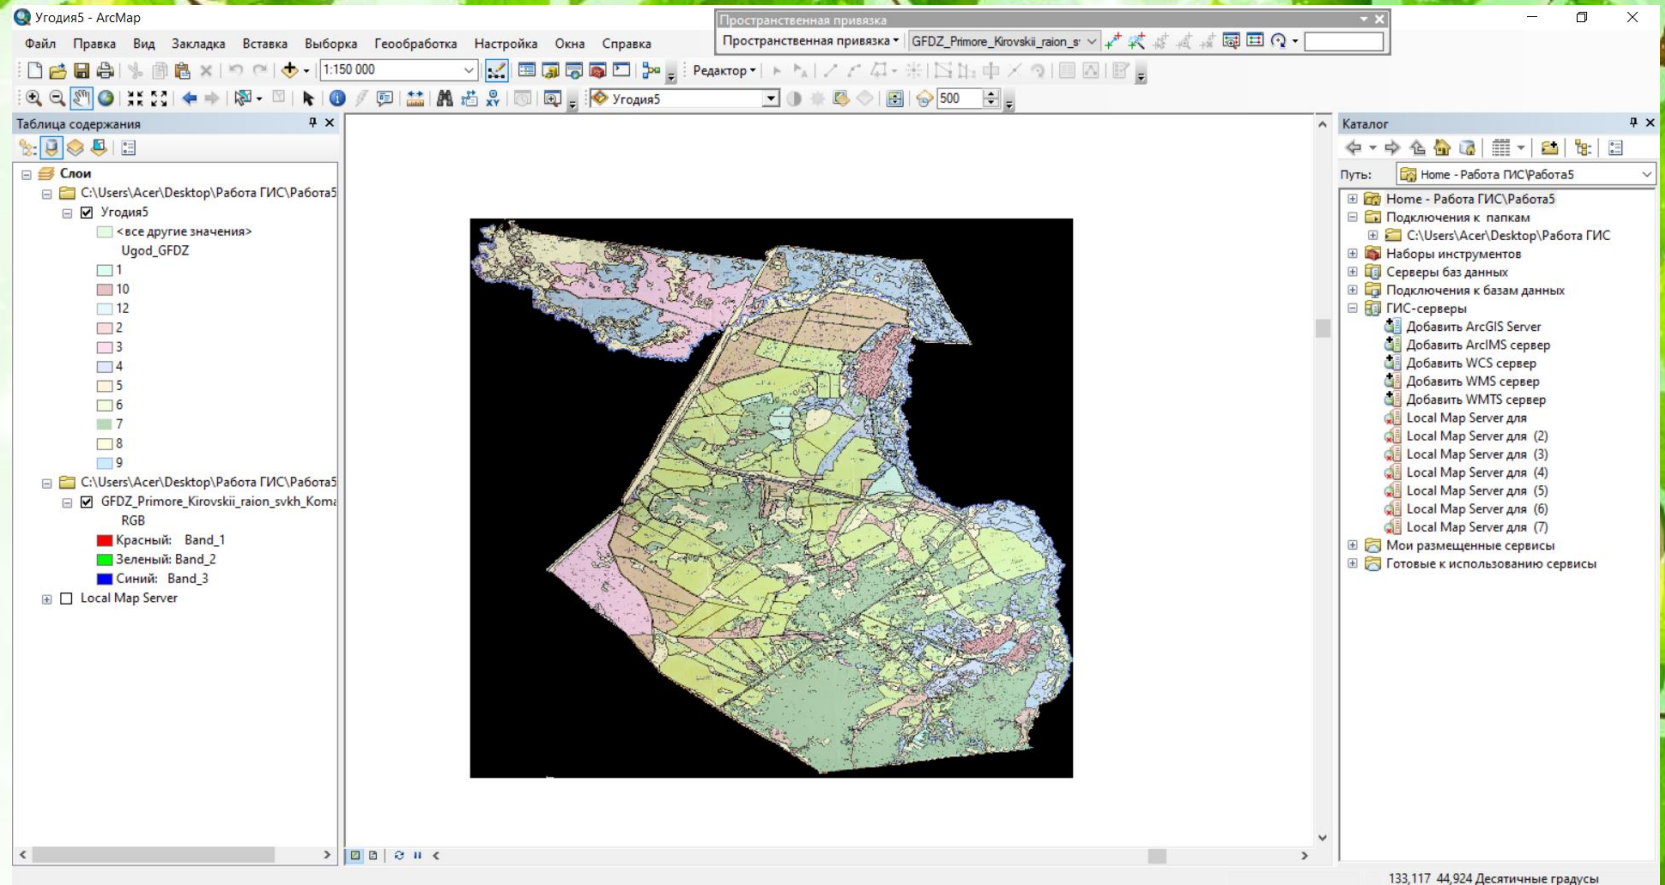 Угодия5 - ArcMap
Пространственная привязка
Файл Правка Вид Закладка Вставка Выборка Геообработка Настройка Окна Справка
Пространственная привязка GFDZ_Primore_Kirovskii_raion_s
1:150 000
Редактор
Угодия5
500
Таблица содержания
Слои
C:\Users\Acer\Desktop\Работа ГИС\Работа5
Угодия5
<все другие значения>
Ugod_GFDZ
1
10
12
2
3
4
5
6
7
8
9
C:\Users\Acer\Desktop\Работа ГИС\Работа5
GFDZ_Primore_Kirovskii_raion_svkh_Koma
RGB
Красный: Band_1
Зеленый: Band_2
Синий: Band_3
Local Map Server
Каталог
Путь: Home - Работа ГИС\Работа5
Home - Работа ГИС\Работа5
Подключения к папкам
C:\Users\Acer\Desktop\Работа ГИС
Наборы инструментов
Серверы баз данных
Подключения к базам данных
ГИС-серверы
Добавить ArcGIS Server
Добавить ArcIMS сервер
Добавить WCS сервер
Добавить WMS сервер
Добавить WMTS сервер
Local Map Server для
Local Map Server для (2)
Local Map Server для (3)
Local Map Server для (4)
Local Map Server для (5)
Local Map Server для (6)
Local Map Server для (7)
Мои размещенные сервисы
Готовые к использованию сервисы
133,117 44,924 Десятичные градусы